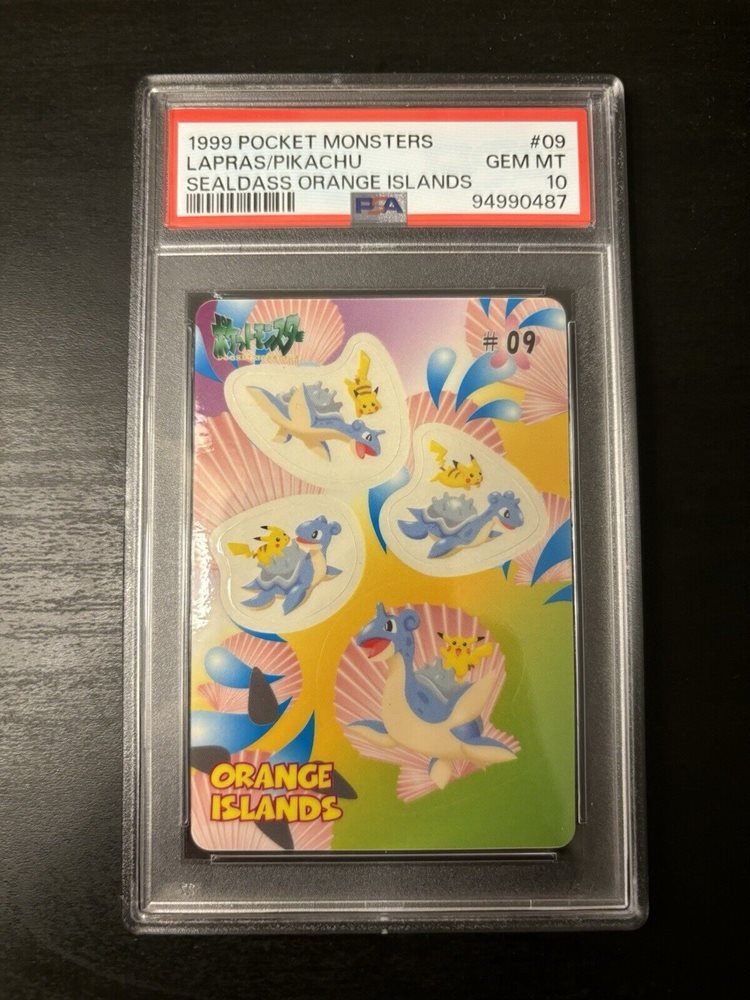 1999 POCKET MONSTERS #09
LAPRAS/PIKACHU GEM MT
SEALDASS ORANGE ISLANDS 10
PSA 94990487
ポケットモンスター
# 09
ORANGE
ISLANDS